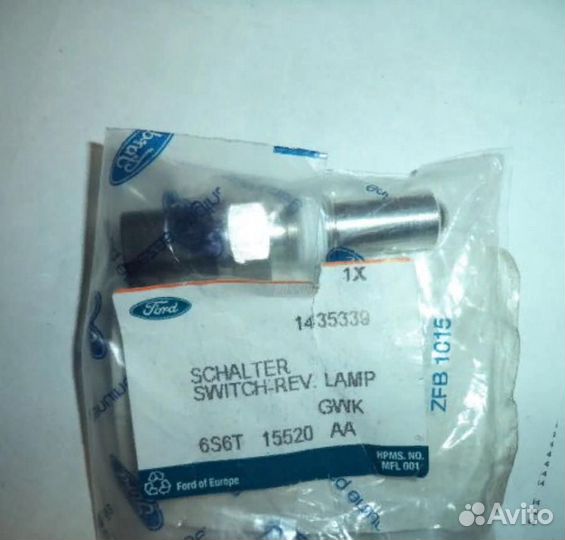 Ford
1X
1435339
SCHALTER
SWITCH-REV. LAMP
GWK
6S6T 15520 AA
Ford of Europe
HPMS. NO.
MFL 001
ZFB 1015
Avito